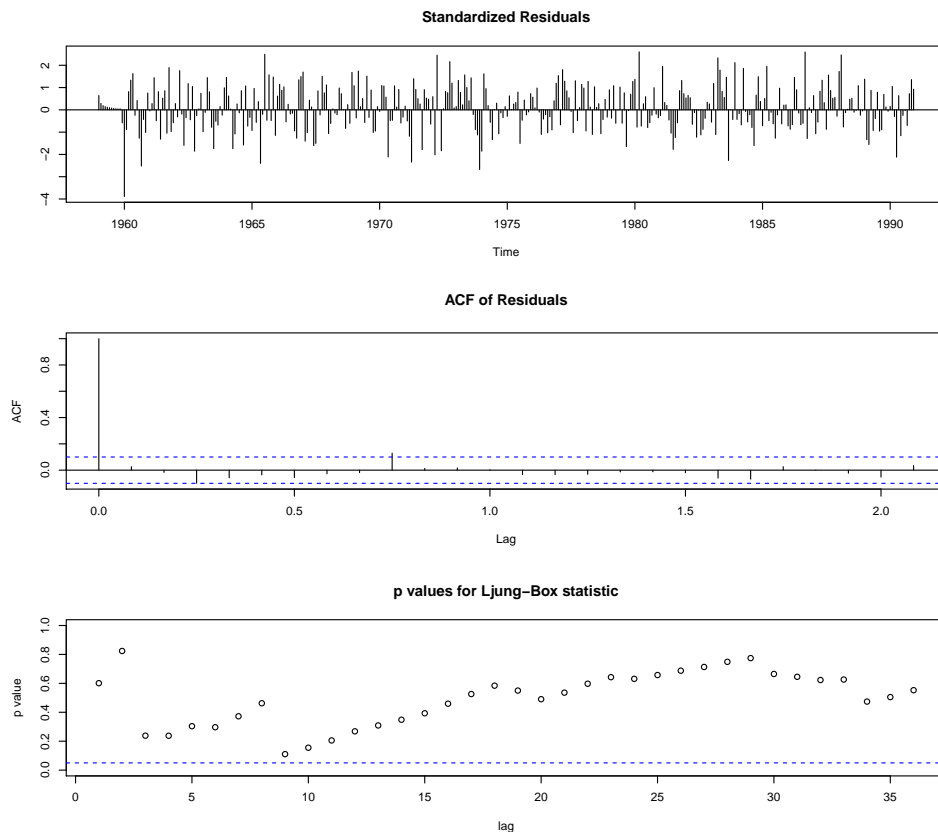 Standardized Residuals
2
1
0
−2
−4
1960 1965 1970 1975 1980 1985 1990
Time
ACF of Residuals
ACF
0.8
0.4
0.0
0.0 0.5 1.0 1.5 2.0
Lag
p values for Ljung−Box statistic
p value
1.0
0.8
0.6
0.4
0.2
0.0
0 5 10 15 20 25 30 35
lag